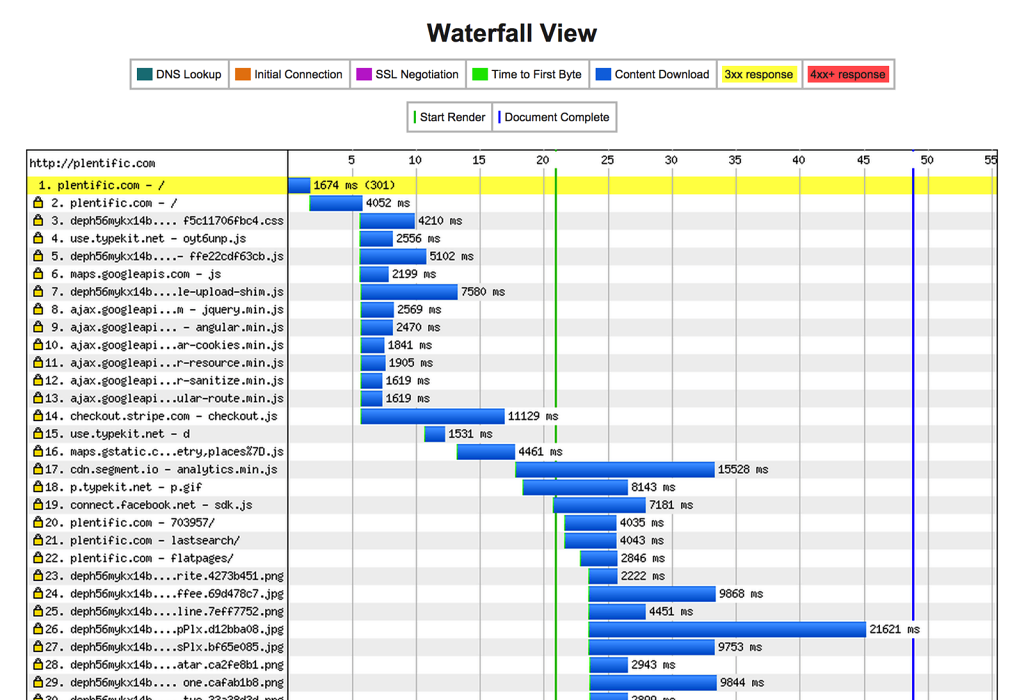 Waterfall View
DNS Lookup Initial Connection SSL Negotiation Time to First Byte Content Download 3xx response 4xx+ response
Start Render Document Complete
http://plentific.com 5 10 15 20 25 30 35 40 45 50 55
1. plentific.com - / 1674 ms (301)
2. plentific.com - / 4052 ms
3. deph56mykx14b.... f5c11706fbc4.css 4210 ms
4. use.typekit.net - oyt6unp.js 2556 ms
5. deph56mykx14b....- ffe22cdf63cb.js 5102 ms
6. maps.googleapis.com - js 2199 ms
7. deph56mykx14b....le-upload-shim.js 7580 ms
8. ajax.googleapi...m - jquery.min.js 2569 ms
9. ajax.googleapi... - angular.min.js 2470 ms
10. ajax.googleapi...ar-cookies.min.js 1841 ms
11. ajax.googleapi...r-resource.min.js 1905 ms
12. ajax.googleapi...r-sanitize.min.js 1619 ms
13. ajax.googleapi...ular-route.min.js 1619 ms
14. checkout.stripe.com - checkout.js 11129 ms
15. use.typekit.net - d 1531 ms
16. maps.gstatic.c...etry,places%7D.js 4461 ms
17. cdn.segment.io - analytics.min.js 15528 ms
18. p.typekit.net - p.gif 8143 ms
19. connect.facebook.net - sdk.js 7181 ms
20. plentific.com - 703957/ 4035 ms
21. plentific.com - lastsearch/ 4043 ms
22. plentific.com - flatpages/ 2846 ms
23. deph56mykx14b....rite.4273b451.png 2222 ms
24. deph56mykx14b....ffee.69d478c7.jpg 9868 ms
25. deph56mykx14b....line.7eff7752.png 4451 ms
26. deph56mykx14b....pPlx.d12bba08.jpg 21621 ms
27. deph56mykx14b....sPlx.bf65e085.jpg 9753 ms
28. deph56mykx14b....atar.ca2fe8b1.png 2943 ms
29. deph56mykx14b.... one.cafab1b8.png 9844 ms